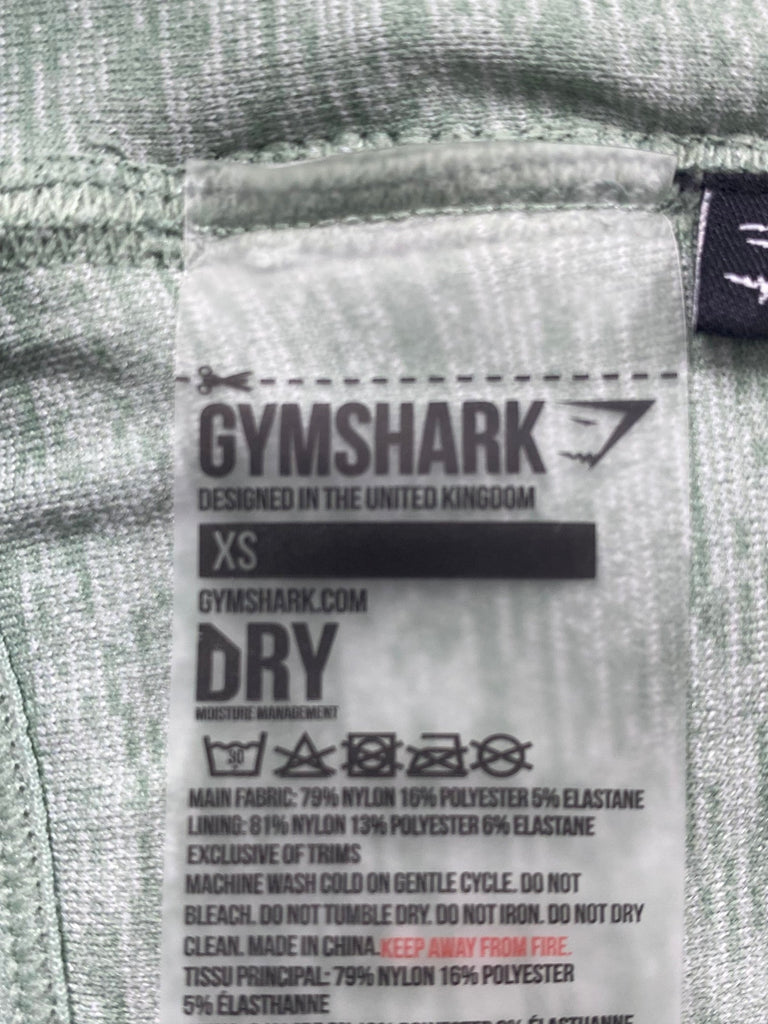 GYMSHARK
DESIGNED IN THE UNITED KINGDOM
XS
GYMSHARK.COM
DRY
MOISTURE MANAGEMENT
30
MAIN FABRIC: 79% NYLON 16% POLYESTER 5% ELASTANE
LINING: 81% NYLON 13% POLYESTER 6% ELASTANE
EXCLUSIVE OF TRIMS
MACHINE WASH COLD ON GENTLE CYCLE. DO NOT
BLEACH. DO NOT TUMBLE DRY. DO NOT IRON. DO NOT DRY
CLEAN. MADE IN CHINA. KEEP AWAY FROM FIRE.
TISSU PRINCIPAL: 79% NYLON 16% POLYESTER
5% ÉLASTHANNE